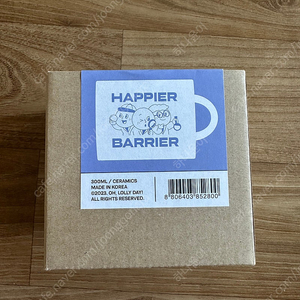 HAPPIER
BARRIER
300ML / CERAMICS
MADE IN KOREA
©2023, OH, LOLLY DAY!
ALL RIGHTS RESERVED.
8 806403 852800